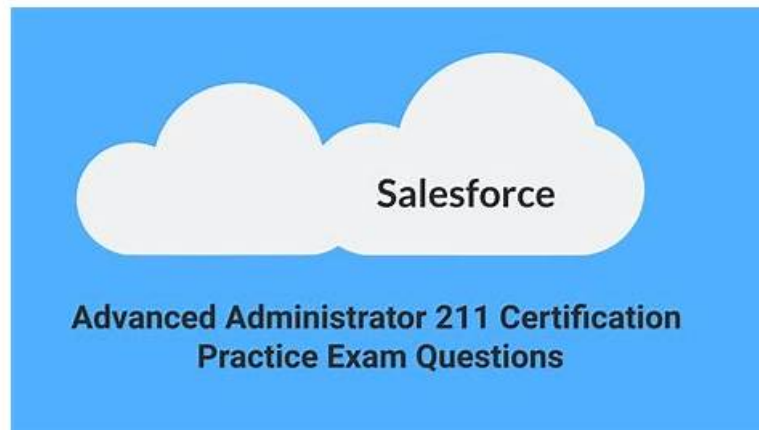 Salesforce
Advanced Administrator 211 Certification
Practice Exam Questions